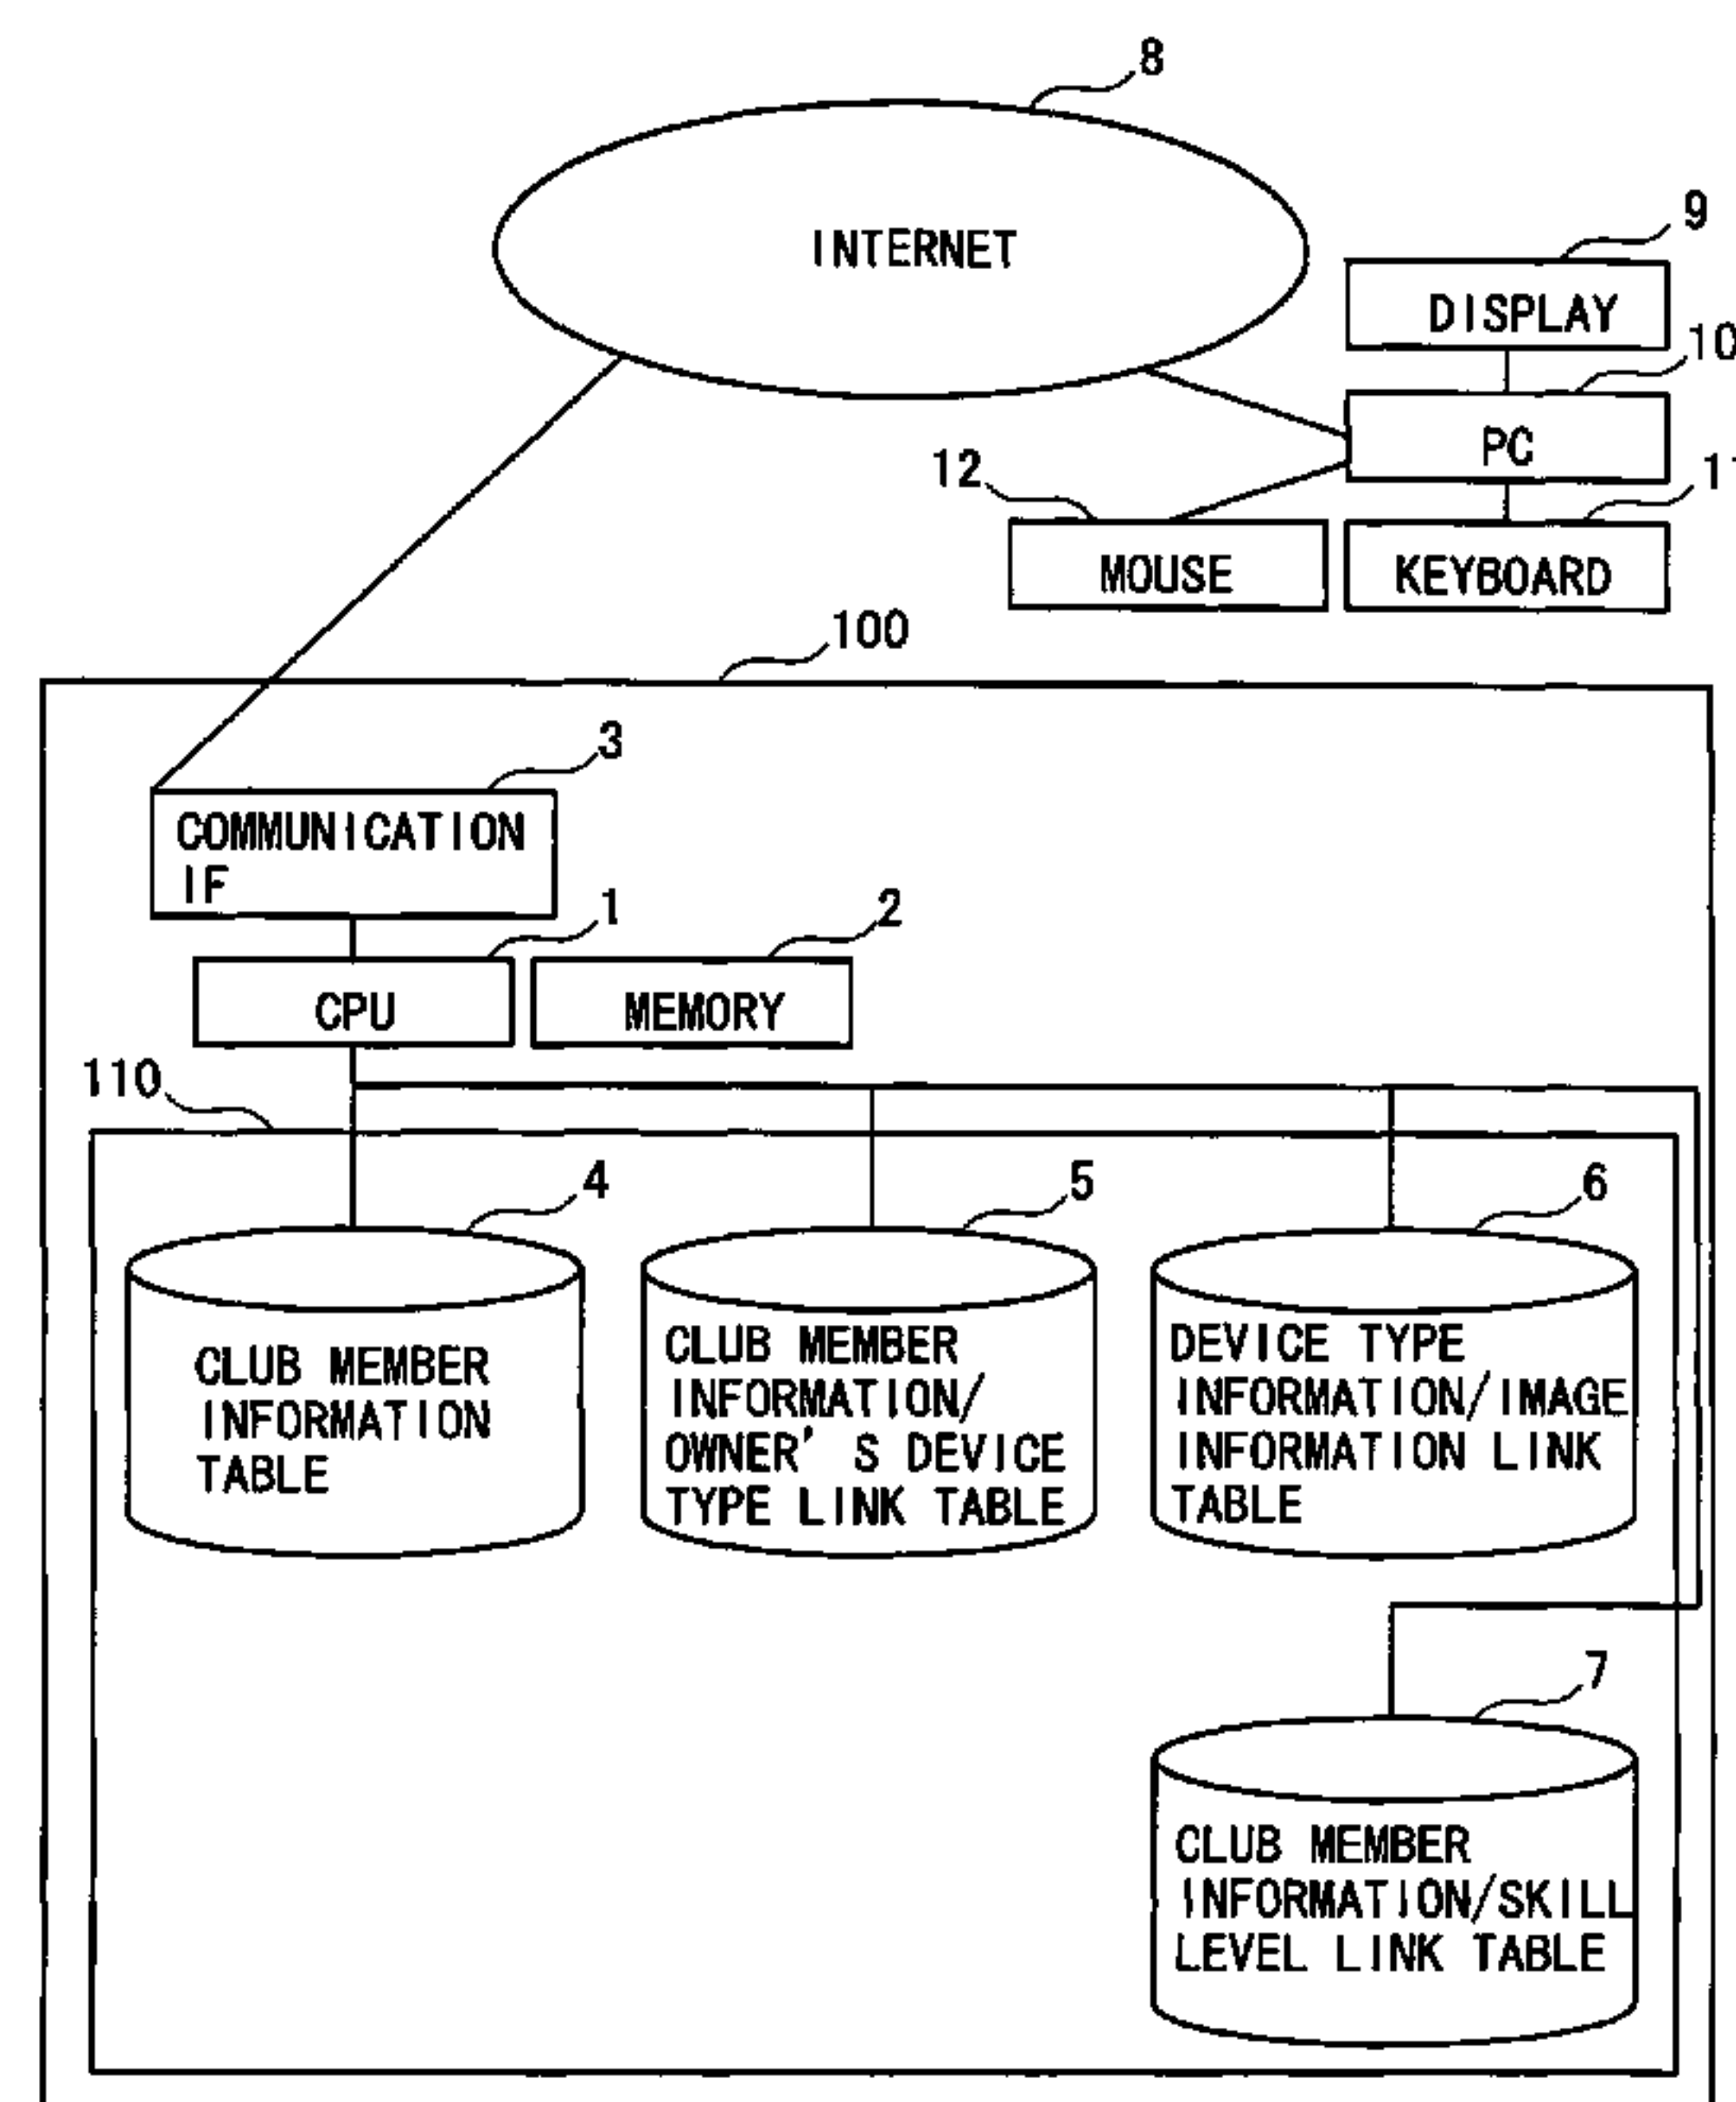 8
INTERNET
9
DISPLAY
10
PC
12
11
MOUSE
KEYBOARD
100
3
COMMUNICATION
IF
1
2
CPU
MEMORY
110
4
5
6
CLUB MEMBER
INFORMATION
TABLE
CLUB MEMBER
INFORMATION/
OWNER'S DEVICE
TYPE LINK TABLE
DEVICE TYPE
INFORMATION/IMAGE
INFORMATION LINK
TABLE
7
CLUB MEMBER
INFORMATION/SKILL
LEVEL LINK TABLE